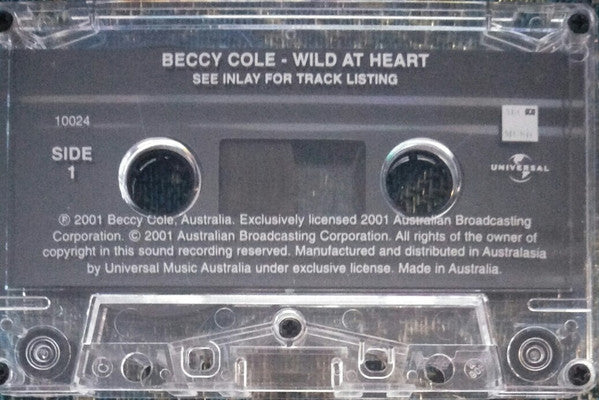 BECCY COLE - WILD AT HEART
SEE INLAY FOR TRACK LISTING
10024
SIDE
1
UNIVERSAL
℗ 2001 Beccy Cole, Australia. Exclusively licensed 2001 Australian Broadcasting
Corporation. © 2001 Australian Broadcasting Corporation. All rights of the owner of
copyright in this sound recording reserved. Manufactured and distributed in Australasia
by Universal Music Australia under exclusive license. Made in Australia.